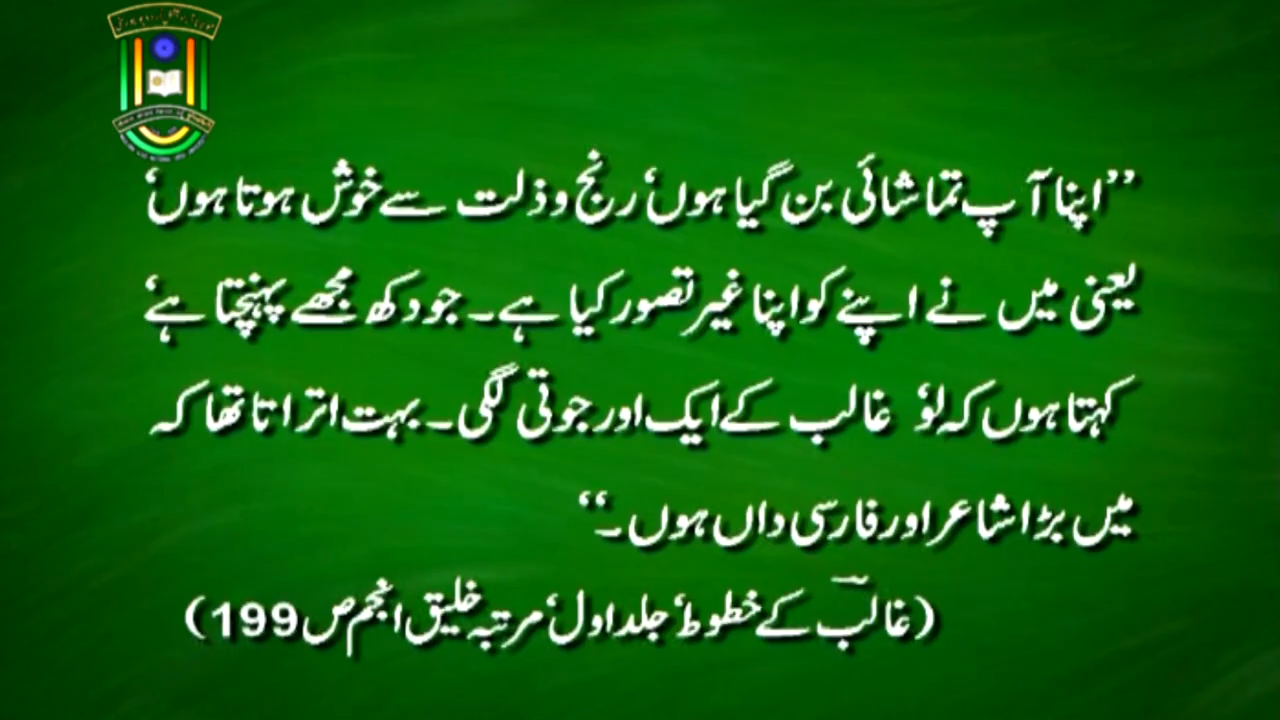 ’’اپنا آپ تماشائی بن گیا ہوں‘ رنج و ذلت سے خوش ہوتا ہوں‘
یعنی میں نے اپنے کو اپنا غیر تصور کیا ہے۔ جو دکھ مجھے پہنچتا ہے‘
کہتا ہوں کہ لو‘ غالب کے ایک اور جوتی لگی۔ بہت اتراتا تھا کہ
میں بڑا شاعر اور فارسی داں ہوں۔‘‘
(غالبؔ کے خطوط‘ جلد اول‘ مرتبہ خلیق انجم ص 199)